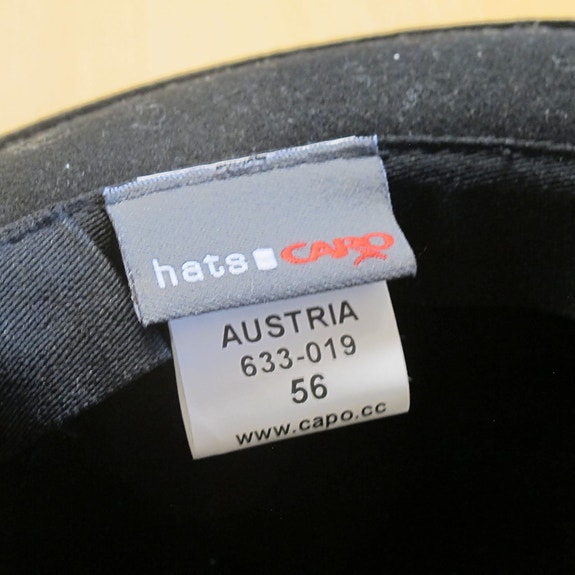 hats CAPO
AUSTRIA
633-019
56
www.capo.cc